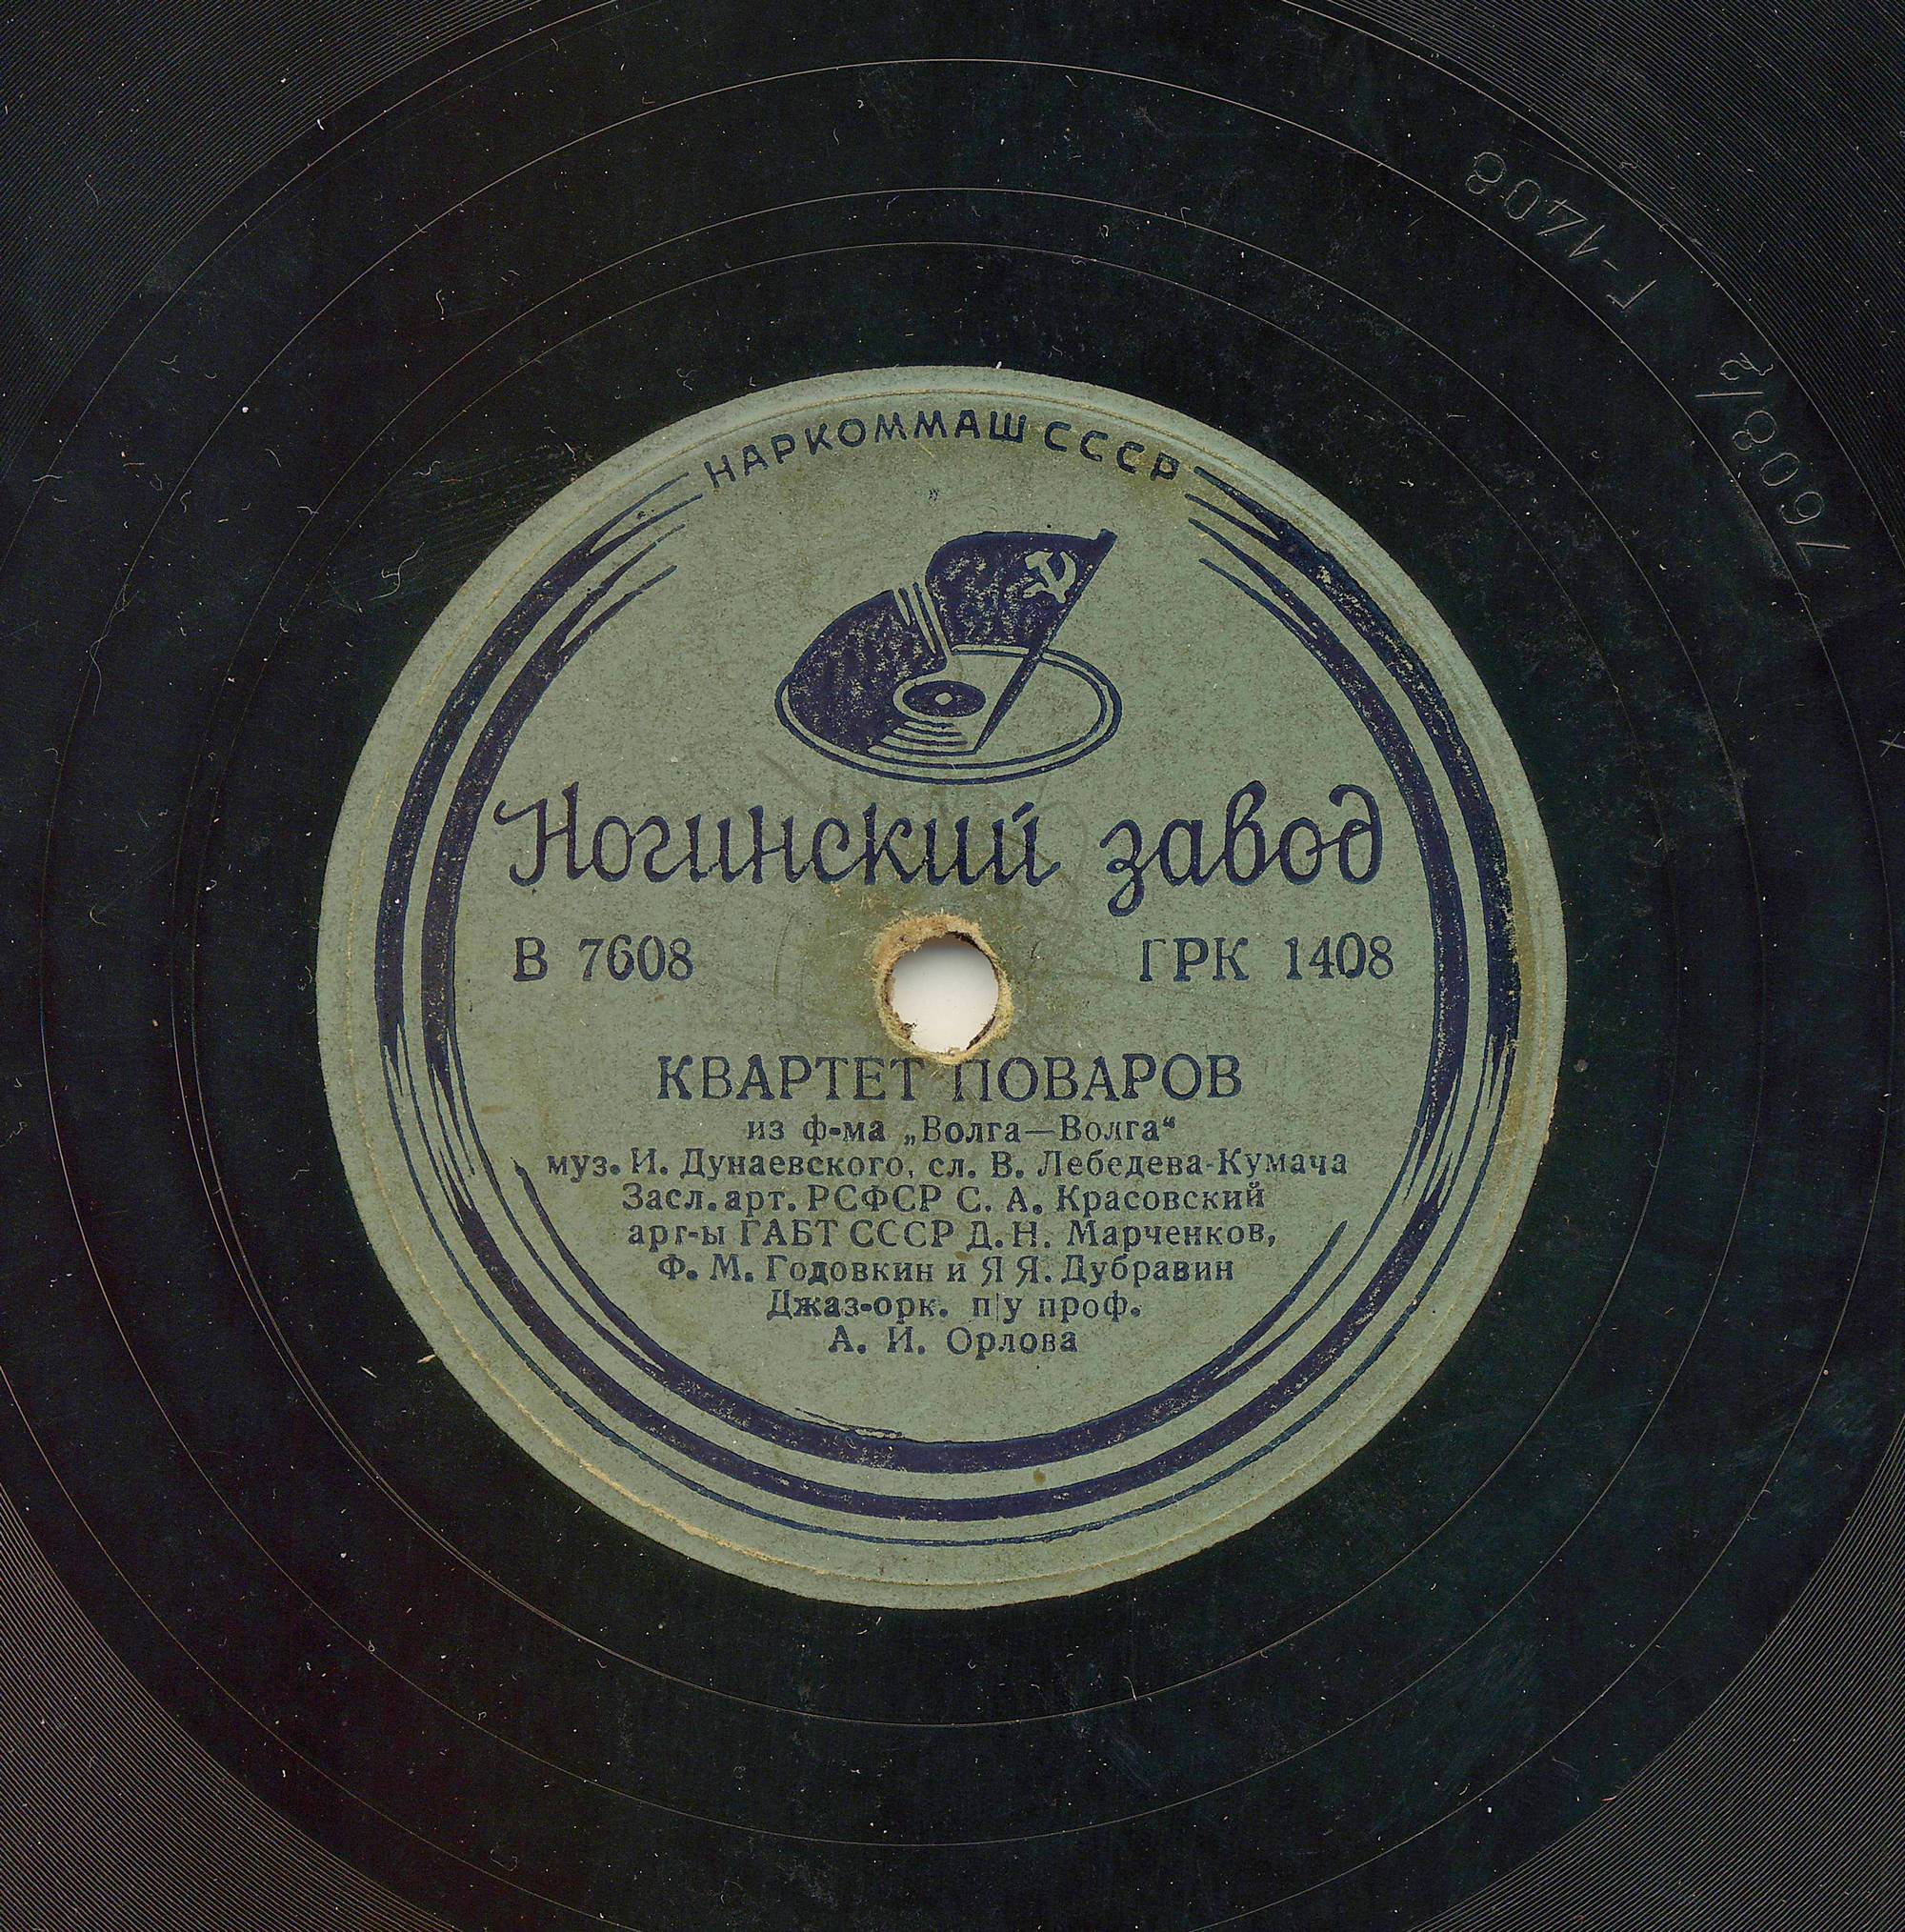 НАРКОММАШ СССР
Ногинский завод
В 7608 ГРК 1408
КВАРТЕТ ПОВАРОВ
из ф-ма „Волга—Волга“
муз. И. Дунаевского, сл. В. Лебедева-Кумача
Засл. арт. РСФСР С. А. Красовский
арт-ы ГАБТ СССР Д. Н. Марченков,
Ф. М. Годовкин и Я Я. Дубравин
Джаз-орк. п/у проф.
А. И. Орлова
7608/2 Г-1408